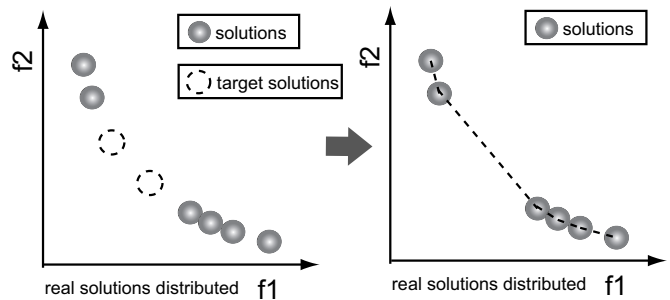 f2
solutions
target solutions
real solutions distributed f1
f2
solutions
real solutions distributed f1